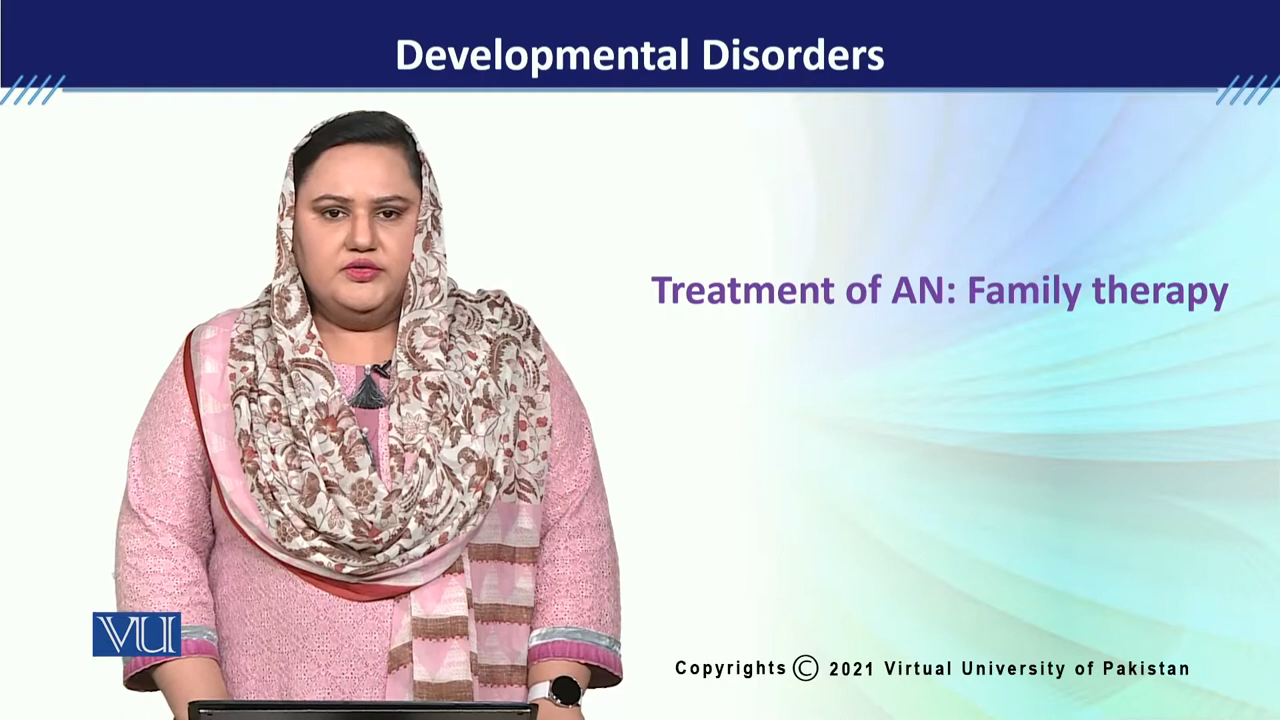 Developmental Disorders
Treatment of AN: Family therapy
VU
Copyrights © 2021 Virtual University of Pakistan